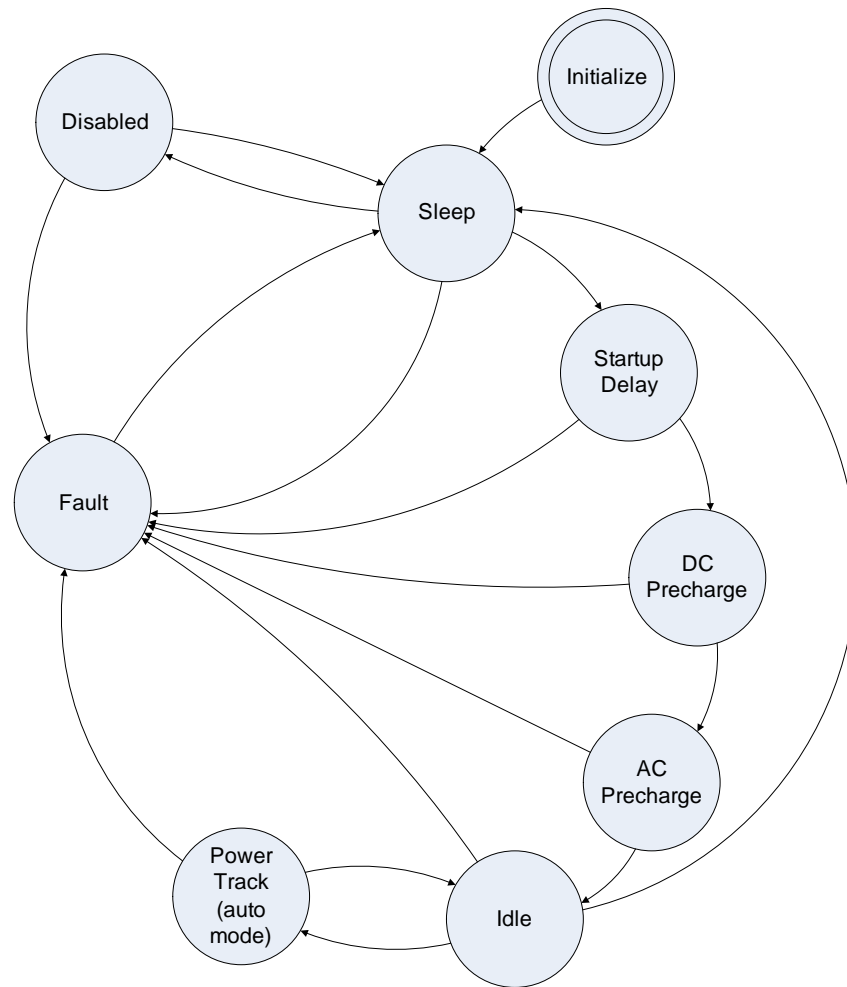 Initialize
Disabled
Sleep
Startup
Delay
Fault
DC
Precharge
AC
Precharge
Power
Track
(auto
mode)
Idle